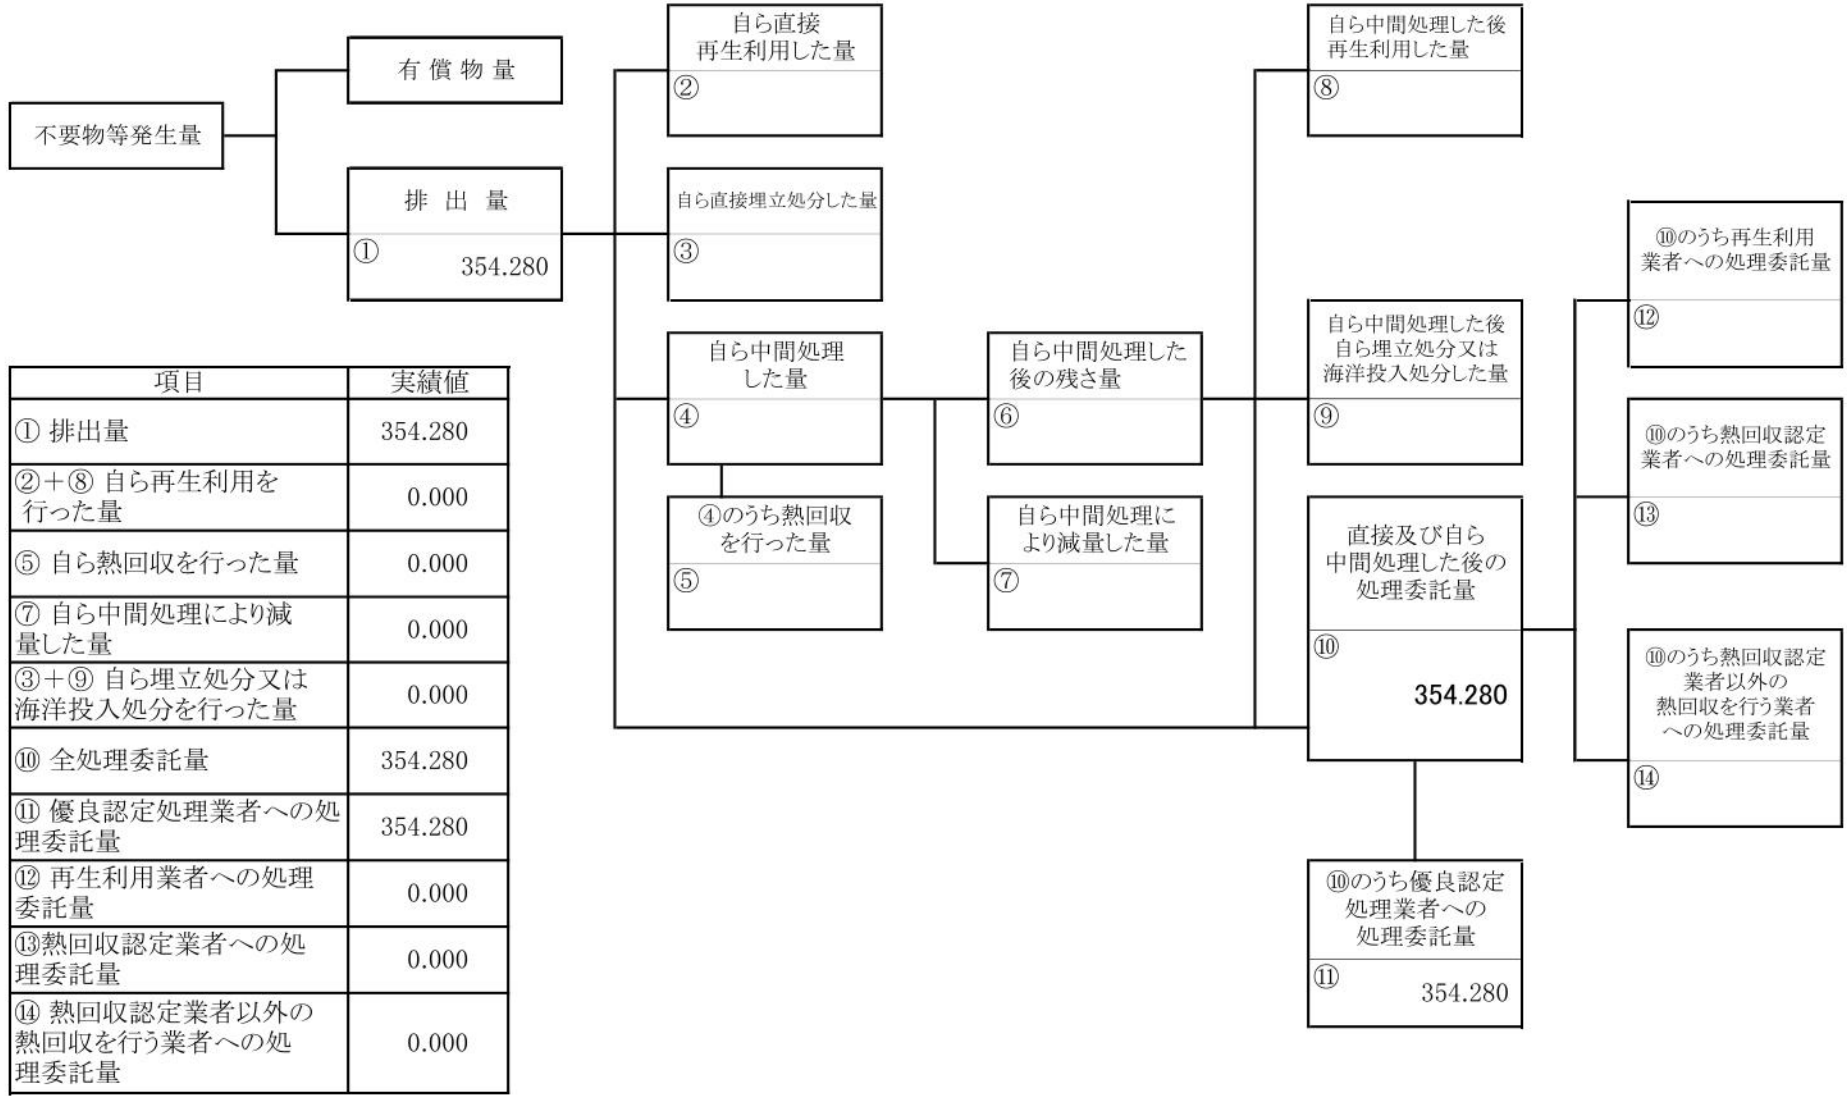 不要物等発生量
有償物量
排出量
①
354.280
自ら直接
再生利用した量
②
自ら直接埋立処分した量
③
自ら中間処理
した量
④
④のうち熱回収
を行った量
⑤
自ら中間処理した
後の残さ量
⑥
自ら中間処理に
より減量した量
⑦
自ら中間処理した後
再生利用した量
⑧
自ら中間処理した後
自ら埋立処分又は
海洋投入処分した量
⑨
直接及び自ら
中間処理した後の
処理委託量
⑩
354.280
⑩のうち優良認定
処理業者への
処理委託量
⑪
354.280
⑩のうち再生利用
業者への処理委託量
⑫
⑩のうち熱回収認定
業者への処理委託量
⑬
⑩のうち熱回収認定
業者以外の
熱回収を行う業者
への処理委託量
⑭
項目 実績値
① 排出量 354.280
②+⑧ 自ら再生利用を
行った量 0.000
⑤ 自ら熱回収を行った量 0.000
⑦ 自ら中間処理により減
量した量 0.000
③+⑨ 自ら埋立処分又は
海洋投入処分を行った量 0.000
⑩ 全処理委託量 354.280
⑪ 優良認定処理業者への処
理委託量 354.280
⑫ 再生利用業者への処理
委託量 0.000
⑬熱回収認定業者への処
理委託量 0.000
⑭ 熱回収認定業者以外の
熱回収を行う業者への処
理委託量 0.000